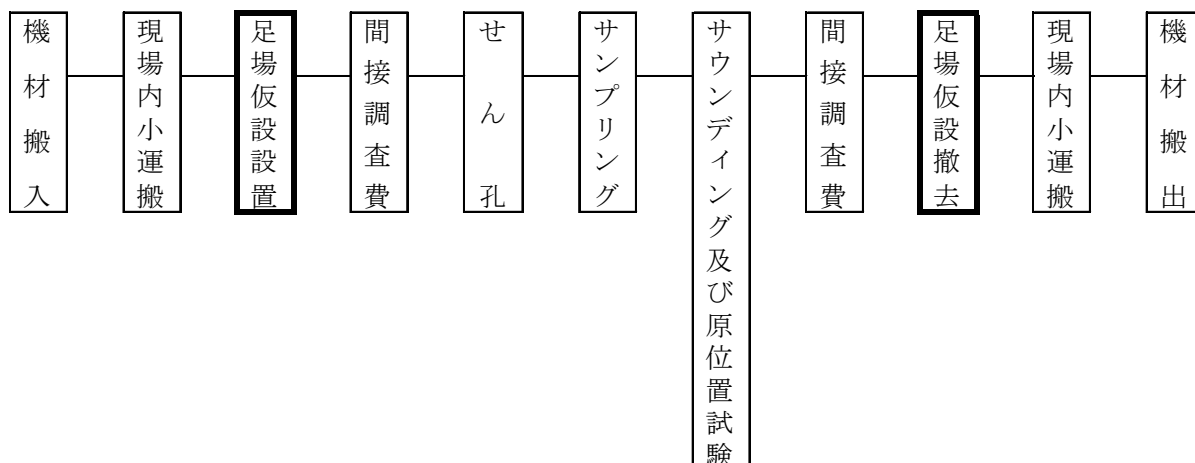 機材搬入
現場内小運搬
足場仮設設置
間接調査費
せん孔
サンプリング
サウンディング及び原位置試験
間接調査費
足場仮設撤去
現場内小運搬
機材搬出